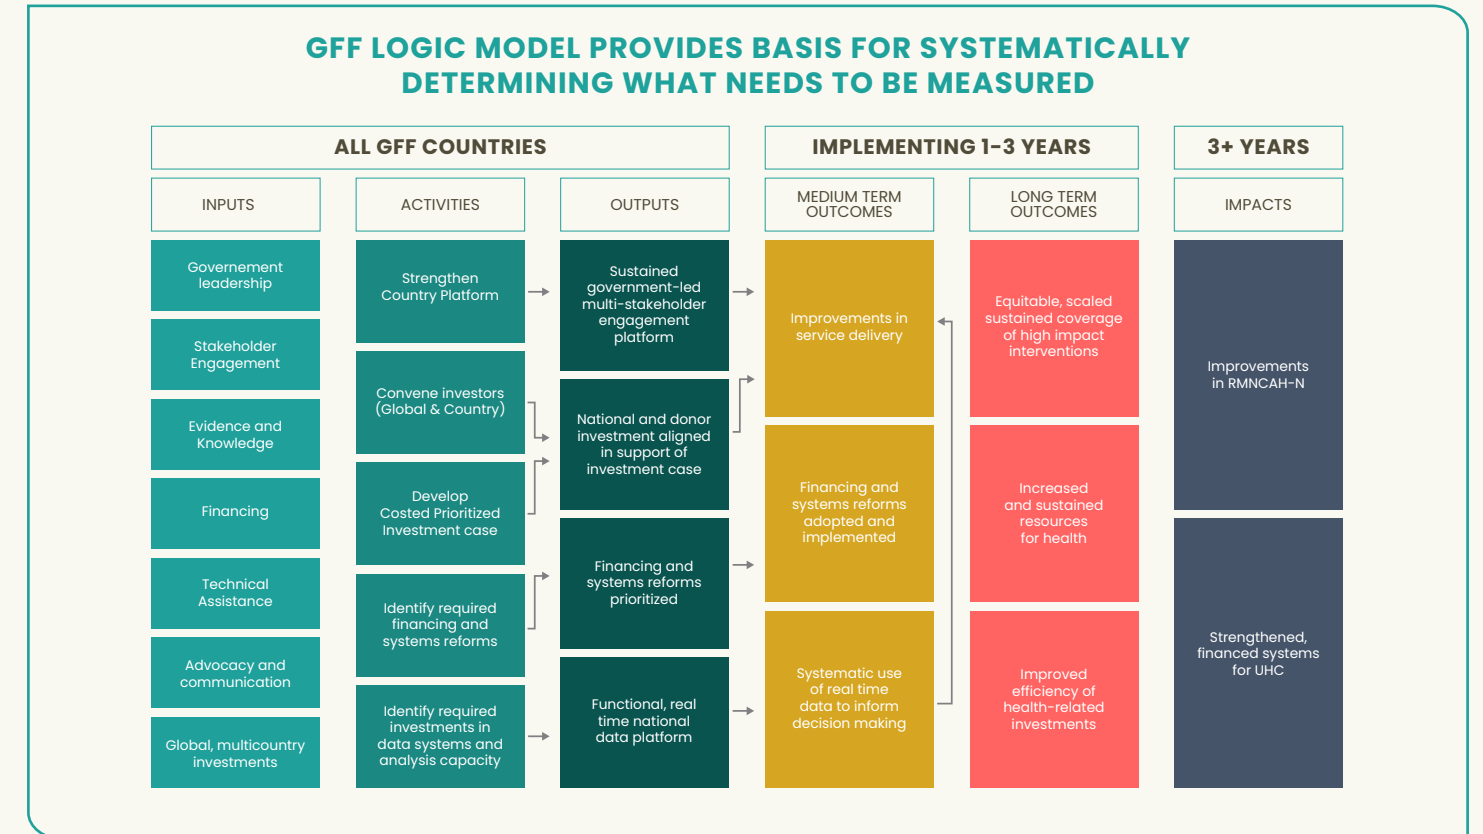 GFF LOGIC MODEL PROVIDES BASIS FOR SYSTEMATICALLY
DETERMINING WHAT NEEDS TO BE MEASURED
ALL GFF COUNTRIES
IMPLEMENTING 1-3 YEARS
3+ YEARS
INPUTS
ACTIVITIES
OUTPUTS
MEDIUM TERM
OUTCOMES
LONG TERM
OUTCOMES
IMPACTS
Governement
leadership
Stakeholder
Engagement
Evidence and
Knowledge
Financing
Technical
Assistance
Advocacy and
communication
Global, multicountry
investments
Strengthen
Country Platform
Convene investors
(Global & Country)
Develop
Costed Prioritized
Investment case
Identify required
financing and
systems reforms
Identify required
investments in
data systems and
analysis capacity
Sustained
government-led
multi-stakeholder
engagement
platform
National and donor
investment aligned
in support of
investment case
Financing and
systems reforms
prioritized
Functional, real
time national
data platform
Improvements in
service delivery
Financing and
systems reforms
adopted and
implemented
Systematic use
of real time
data to inform
decision making
Equitable, scaled
sustained coverage
of high impact
interventions
Increased
and sustained
resources
for health
Improved
efficiency of
health-related
investments
Improvements
in RMNCAH-N
Strengthened,
financed systems
for UHC